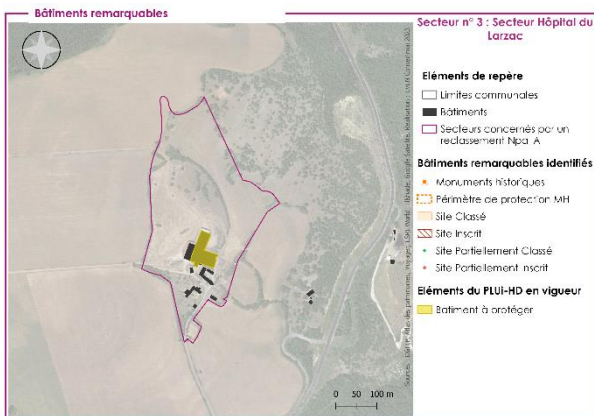 Bâtiments remarquables
Secteur n° 3 : Secteur Hôpital du
Larzac
Eléments de repère
Limites communales
Bâtiments
Secteurs concernés par un
reclassement Npa_A
Bâtiments remarquables identifiés
Monuments historiques
Périmètre de protection MH
Site Classé
Site Inscrit
Site Partiellement Classé
Site Partiellement Inscrit
Eléments du PLUi-HD en vigueur
Batiment à protéger
0 50 100 m